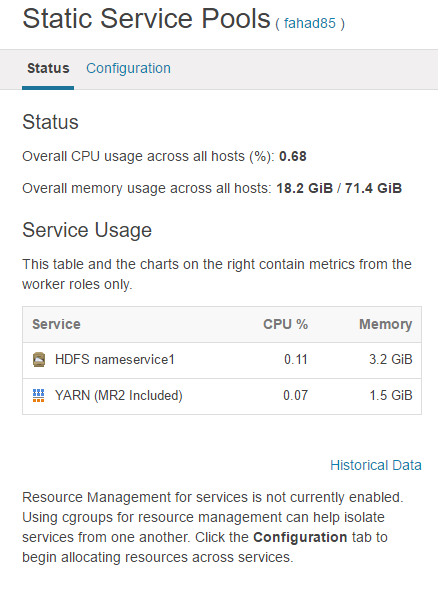 Static Service Pools ( fahad85 )
Status Configuration
Status
Overall CPU usage across all hosts (%): 0.68
Overall memory usage across all hosts: 18.2 GiB / 71.4 GiB
Service Usage
This table and the charts on the right contain metrics from the
worker roles only.
Service CPU % Memory
HDFS nameservice1 0.11 3.2 GiB
YARN (MR2 Included) 0.07 1.5 GiB
Historical Data
Resource Management for services is not currently enabled.
Using cgroups for resource management can help isolate
services from one another. Click the Configuration tab to
begin allocating resources across services.